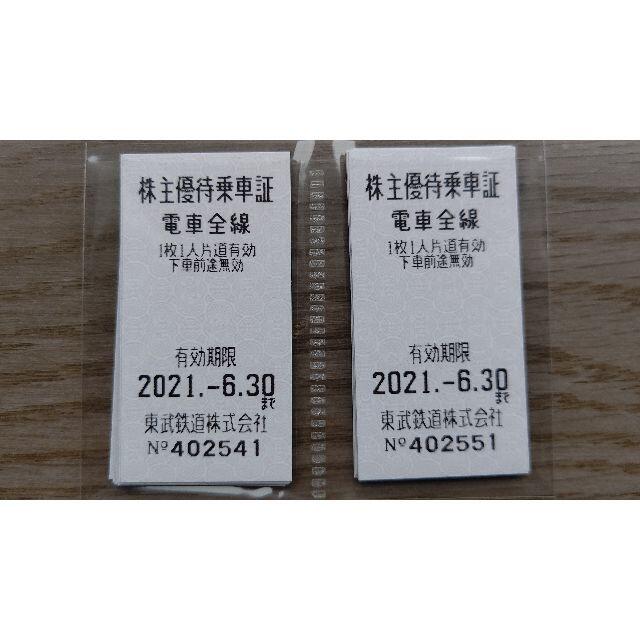 株主優待乗車証
電車全線
1枚1人片道有効
下車前途無効
有効期限
2021.-6.30
まで
東武鉄道株式会社
Nº402541
株主優待乗車証
電車全線
1枚1人片道有効
下車前途無効
有効期限
2021.-6.30
まで
東武鉄道株式会社
Nº402551